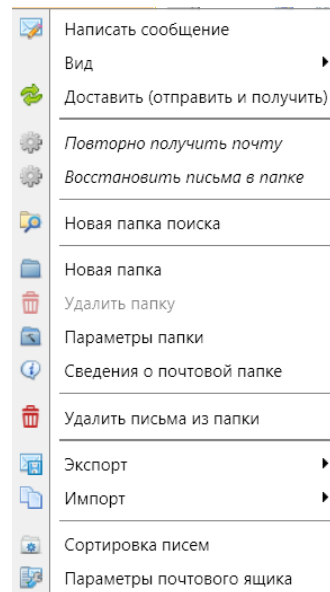 Написать сообщение
Вид
Доставить (отправить и получить)
Повторно получить почту
Восстановить письма в папке
Новая папка поиска
Новая папка
Удалить папку
Параметры папки
Сведения о почтовой папке
Удалить письма из папки
Экспорт
Импорт
Сортировка писем
Параметры почтового ящика